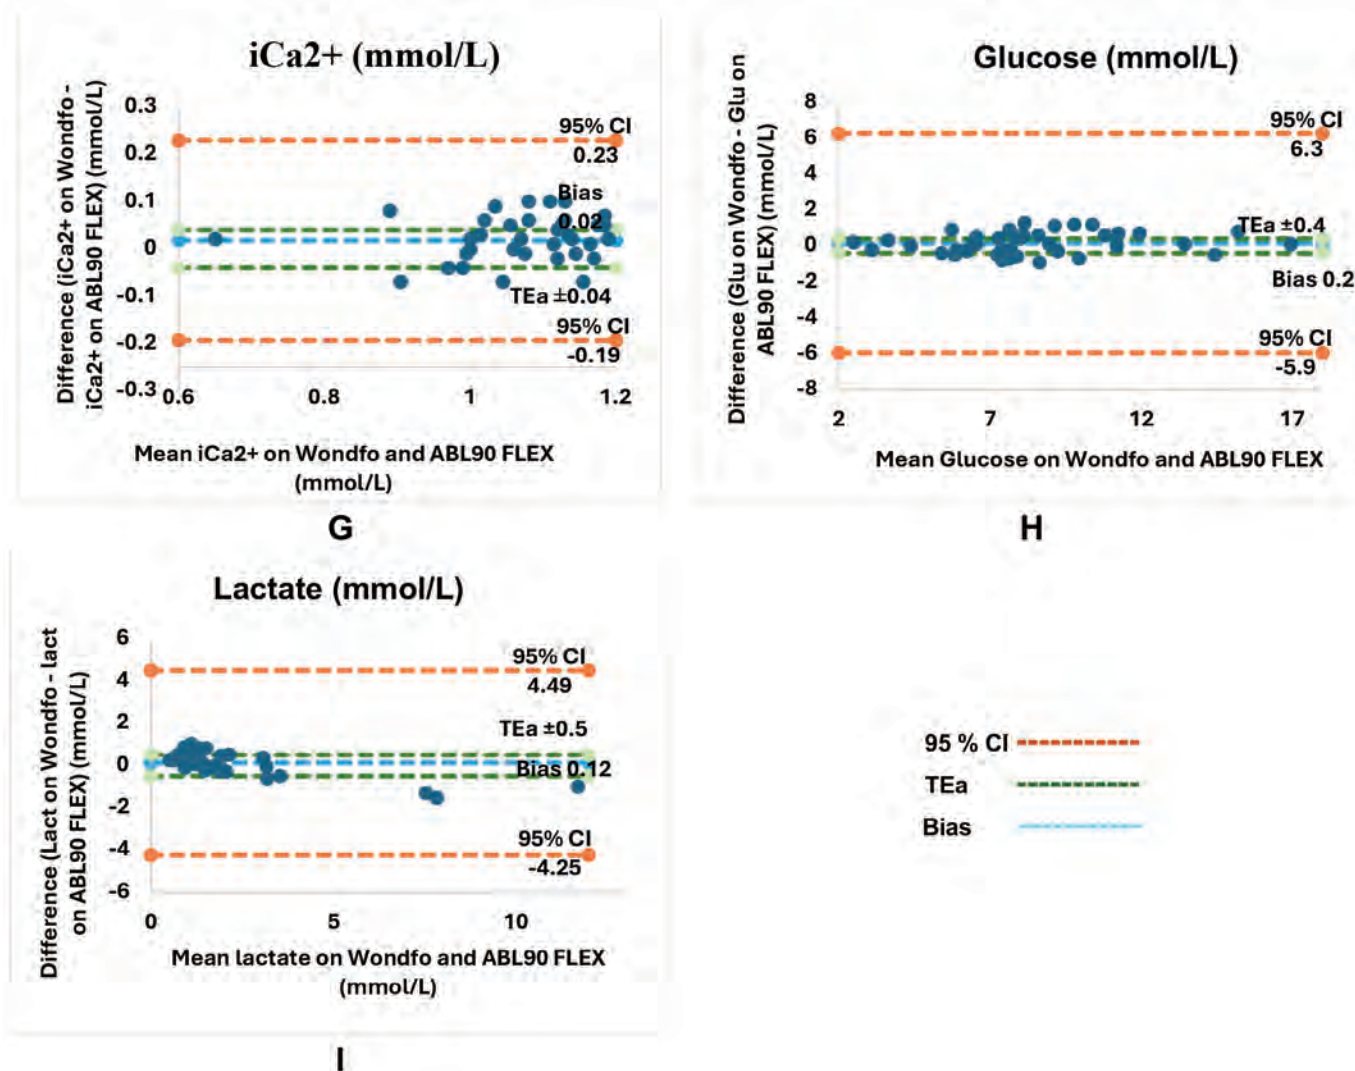 iCa2+ (mmol/L)
Difference (iCa2+ on Wondfo -
iCa2+ on ABL90 FLEX) (mmol/L)
0.3
0.2
0.1
0
-0.1
-0.2
-0.3
95% CI
0.23
Bias
0.02
TEa ±0.04
95% CI
-0.19
0.6
0.8
1
1.2
Mean iCa2+ on Wondfo and ABL90 FLEX
(mmol/L)
G
Glucose (mmol/L)
Difference (Glu on Wondfo - Glu on
ABL90 FLEX) (mmol/L)
8
6
4
2
0
-2
-4
-6
-8
95% CI
6.3
TEa ±0.4
Bias 0.2
95% CI
-5.9
2
7
12
17
Mean Glucose on Wondfo and ABL90 FLEX
H
Lactate (mmol/L)
Difference (Lact on Wondfo - lact
on ABL90 FLEX) (mmol/L)
6
4
2
0
-2
-4
-6
95% CI
4.49
TEa ±0.5
Bias 0.12
95% CI
-4.25
0
5
10
Mean lactate on Wondfo and ABL90 FLEX
(mmol/L)
I
95 % CI
TEa
Bias